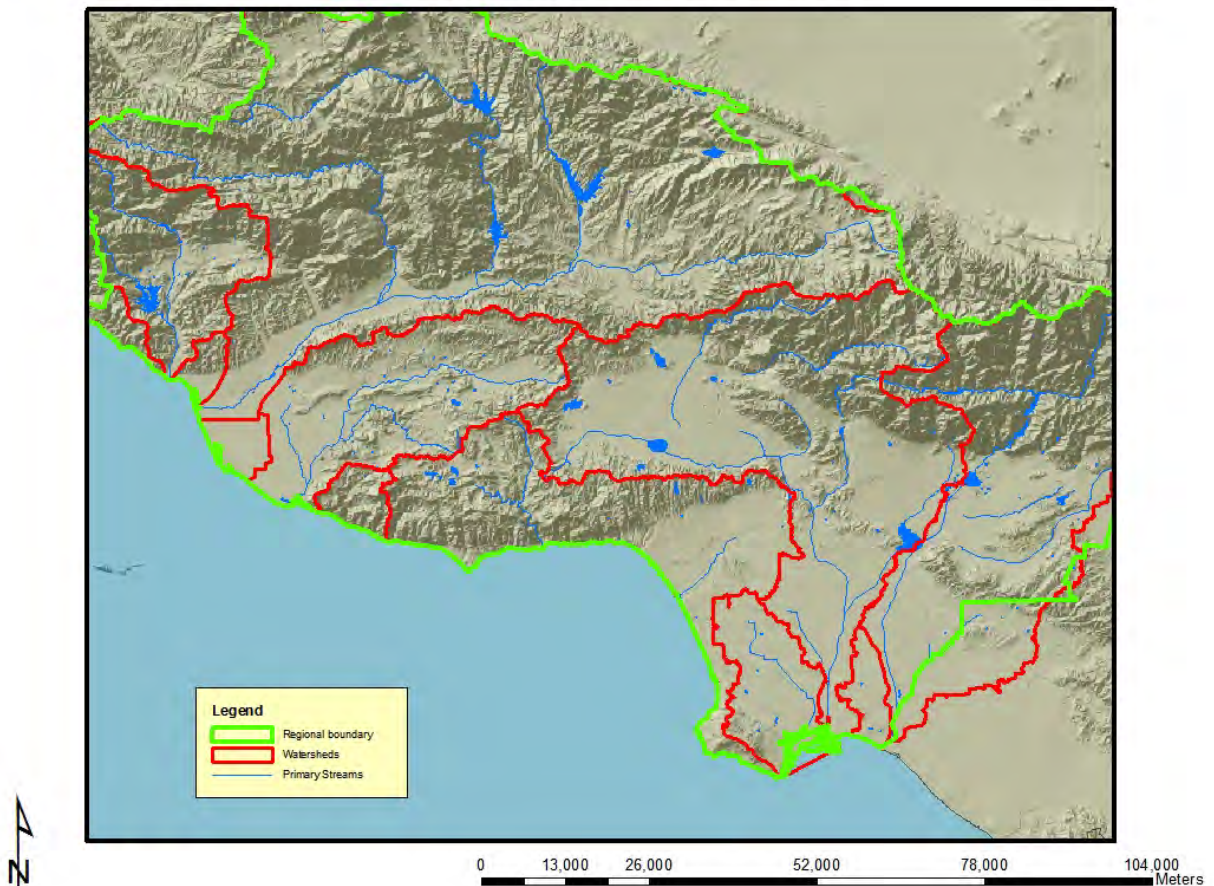 Legend
Regional boundary
Watersheds
Primary Streams
N
0 13,000 26,000 52,000 78,000 104,000
Meters